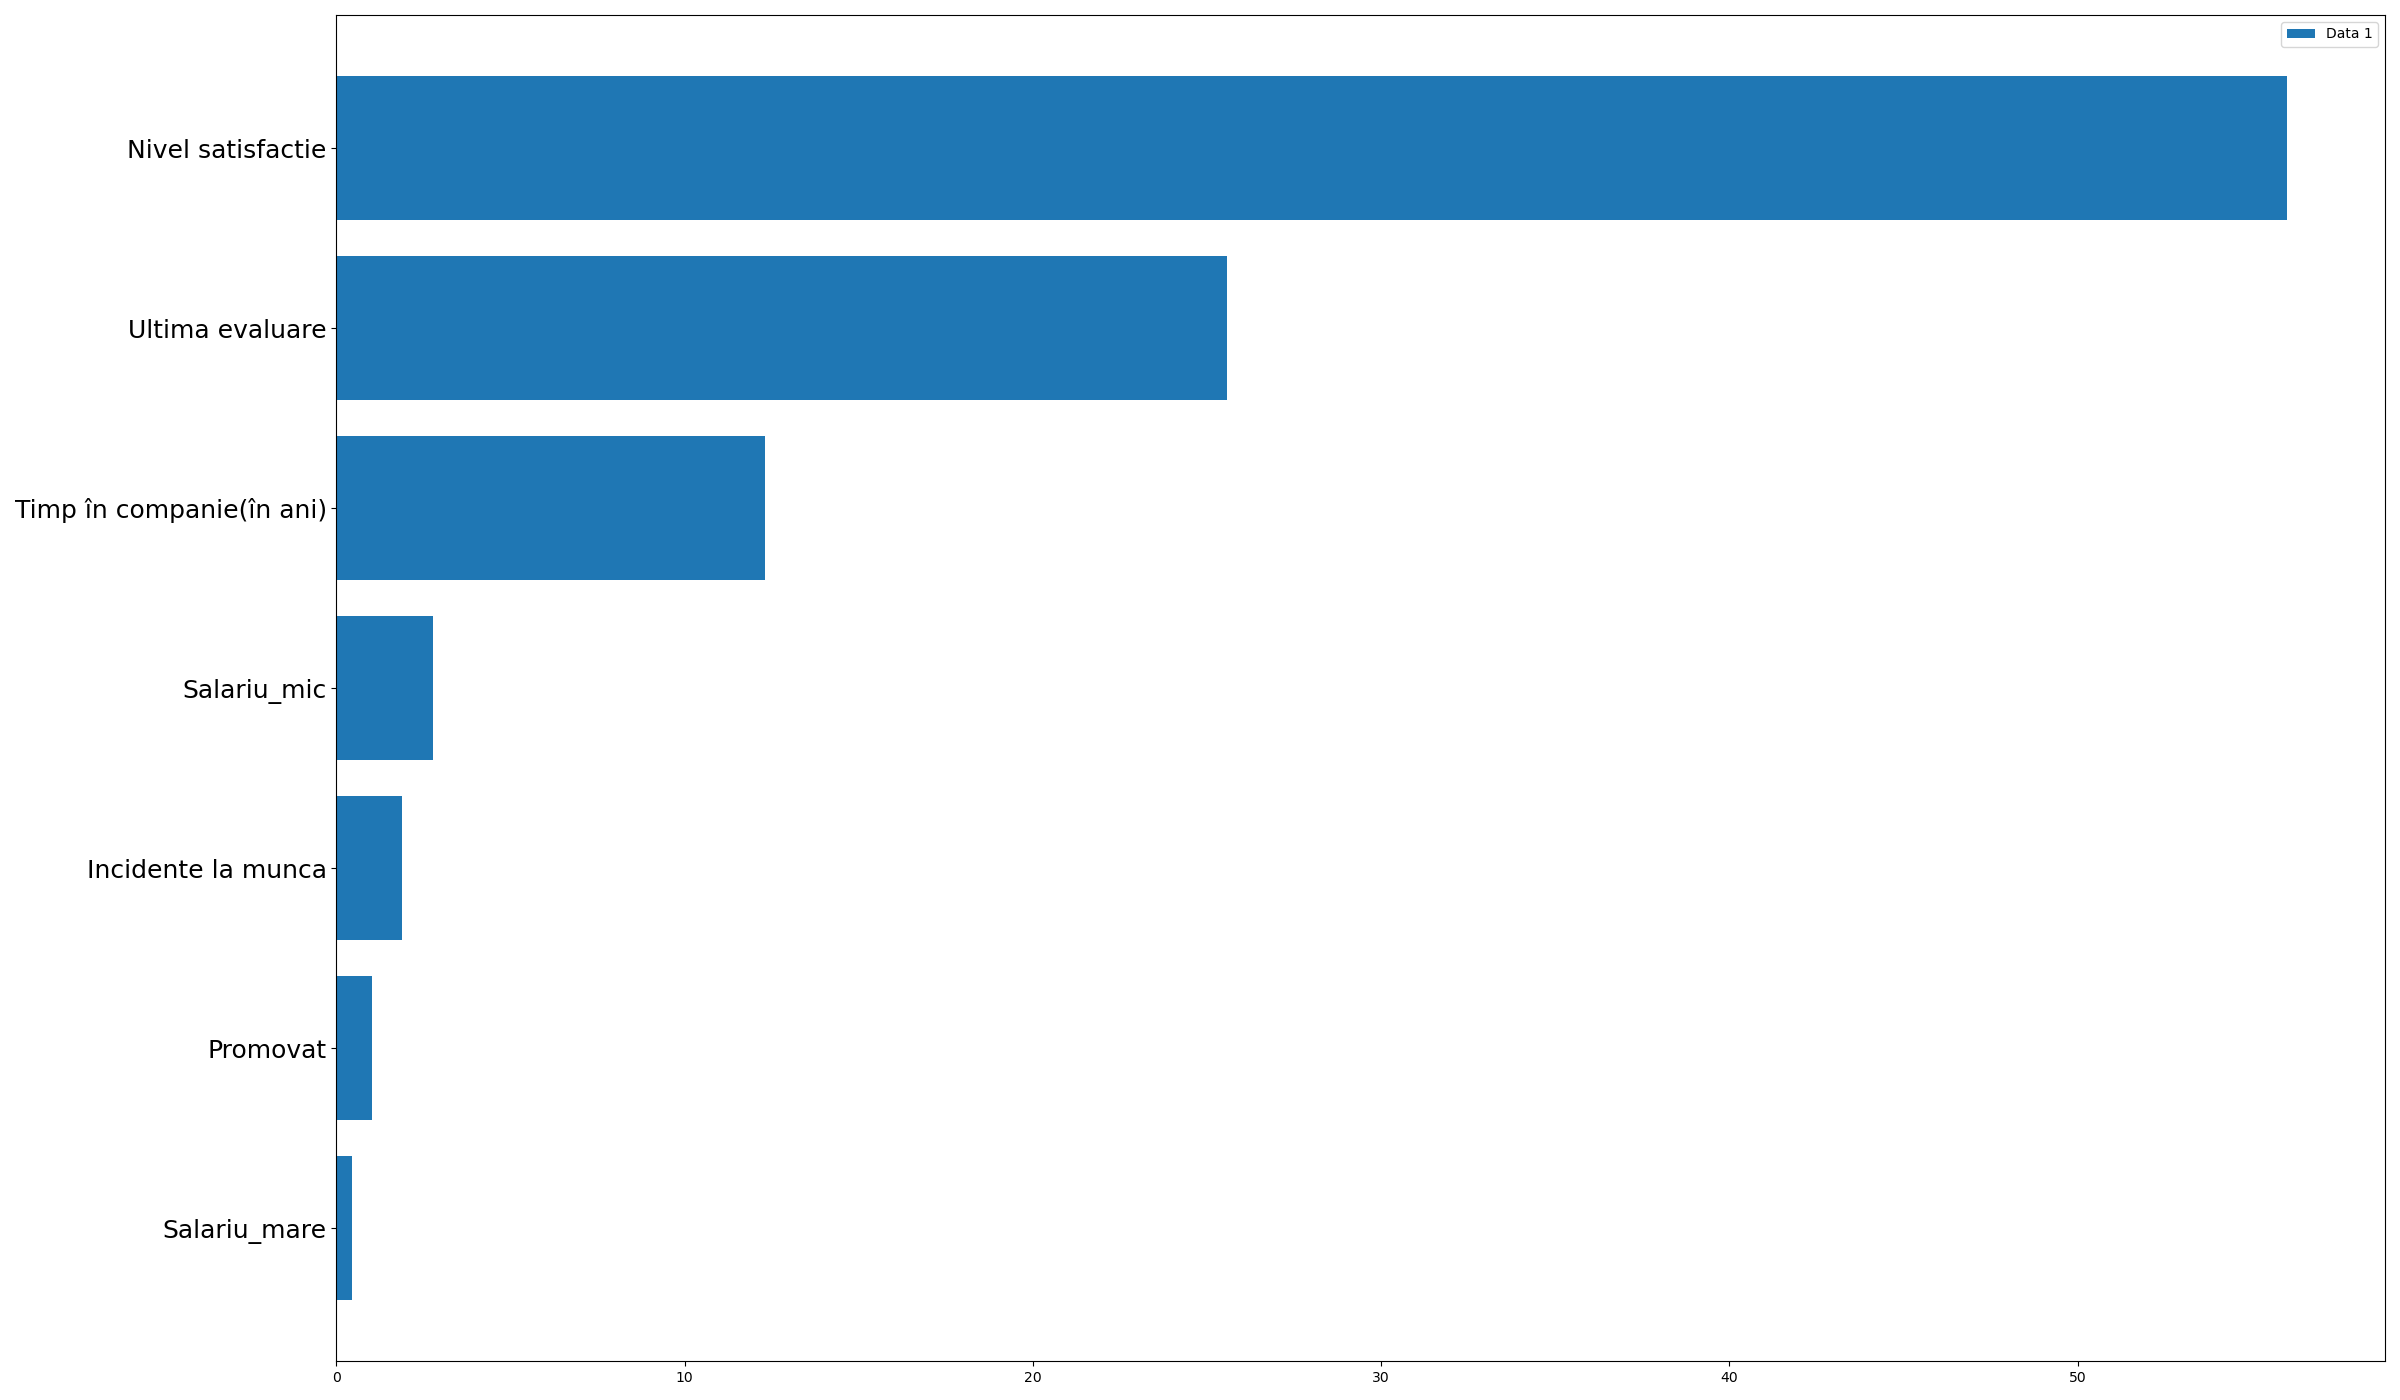 Data 1
Nivel satisfactie
Ultima evaluare
Timp în companie(în ani)
Salariu_mic
Incidente la munca
Promovat
Salariu_mare
0 10 20 30 40 50